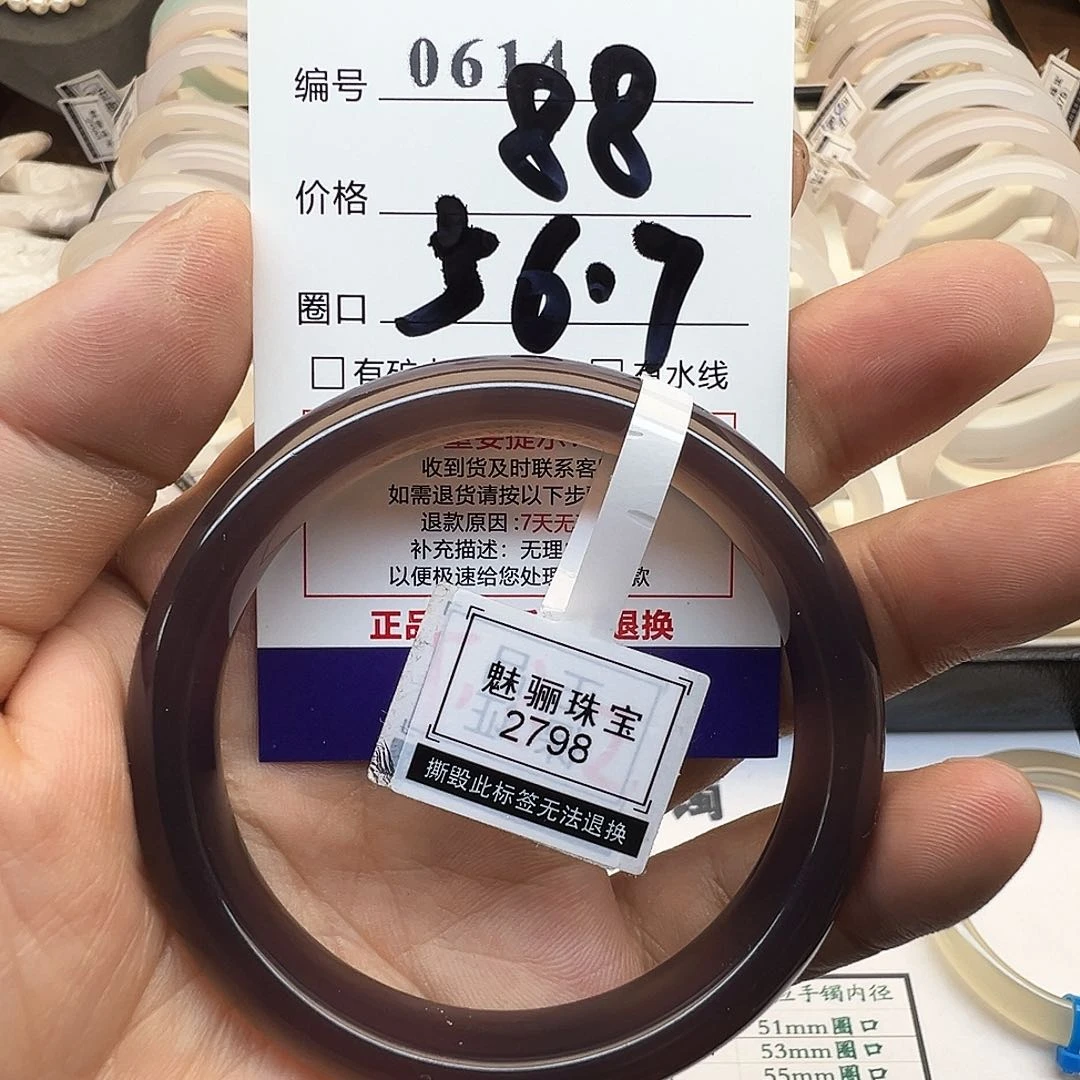 编号 0614
88
价格
56.7
圈口
水线
收到货及时联系客
如需退货请按以下步
退款原因:7天无
补充描述:无理
以便极速给您处理 款
正品 退换
魅骊珠宝
2798
撕毁此标签无法退换
手镯内径
51mm圈口
53mm圈口
55mm圈口